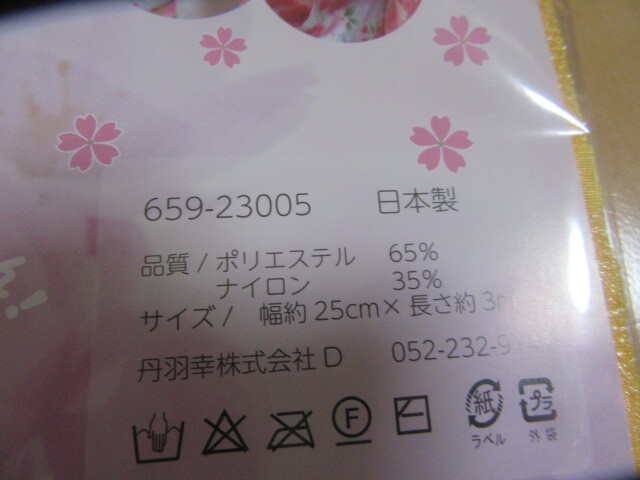 659-23005 日本製
品質 / ポリエステル 65%
ナイロン 35%
サイズ / 幅約 25cm × 長さ約 3m
丹羽幸株式会社 D 052-232-9
F
紙 プラ
ラベル 外袋